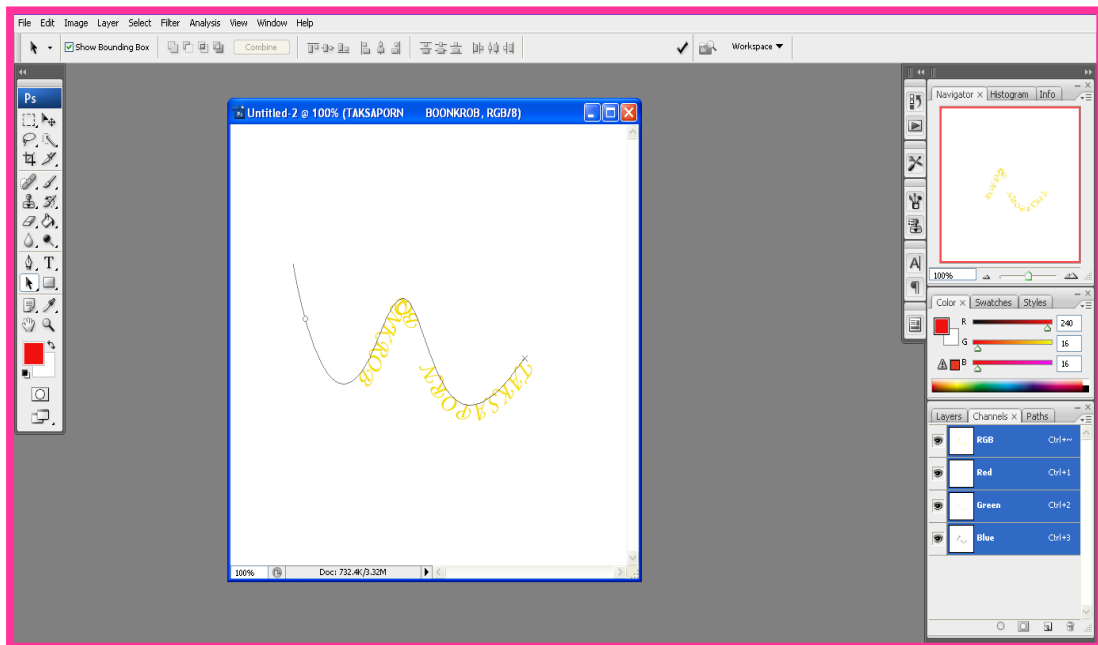 File Edit Image Layer Select Filter Analysis View Window Help
Show Bounding Box Combine Workspace
Ps
Untitled-2 @ 100% (TAKSAPORN BOONKROB, RGB/8)
TAKSAPORN BOONKROB
100% Doc: 732.4K/3.32M
Navigator × Histogram Info
100%
Color × Swatches Styles
R 240
G 16
B 16
Layers Channels × Paths
RGB Ctrl+~
Red Ctrl+1
Green Ctrl+2
Blue Ctrl+3